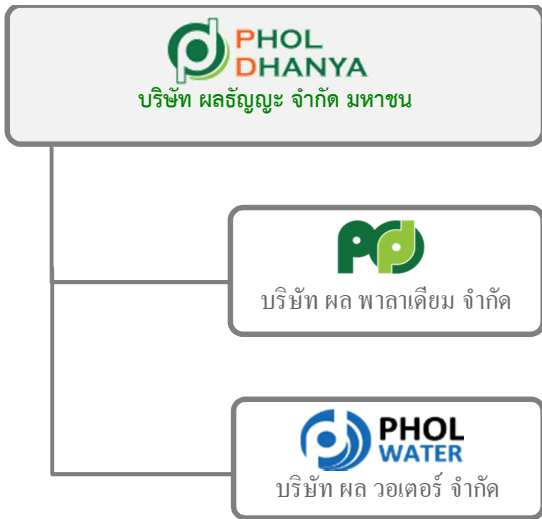 PHOL
DHANYA
บริษัท ผลธัญญะ จำกัด มหาชน
บริษัท ผล พาลาเดียม จำกัด
PHOL
WATER
บริษัท ผล วอเตอร์ จำกัด